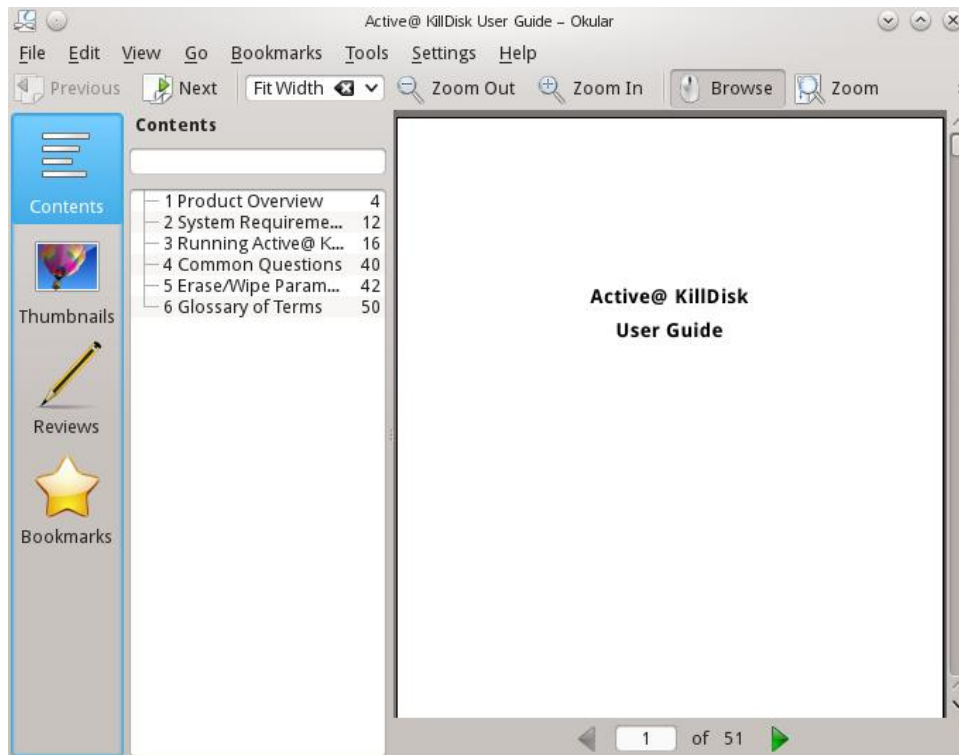 Active@ KillDisk User Guide – Okular
File Edit View Go Bookmarks Tools Settings Help
Previous Next Fit Width Zoom Out Zoom In Browse Zoom
Contents
Thumbnails
Reviews
Bookmarks
Contents
1 Product Overview 4
2 System Requireme... 12
3 Running Active@ K... 16
4 Common Questions 40
5 Erase/Wipe Param... 42
6 Glossary of Terms 50
Active@ KillDisk
User Guide
1 of 51